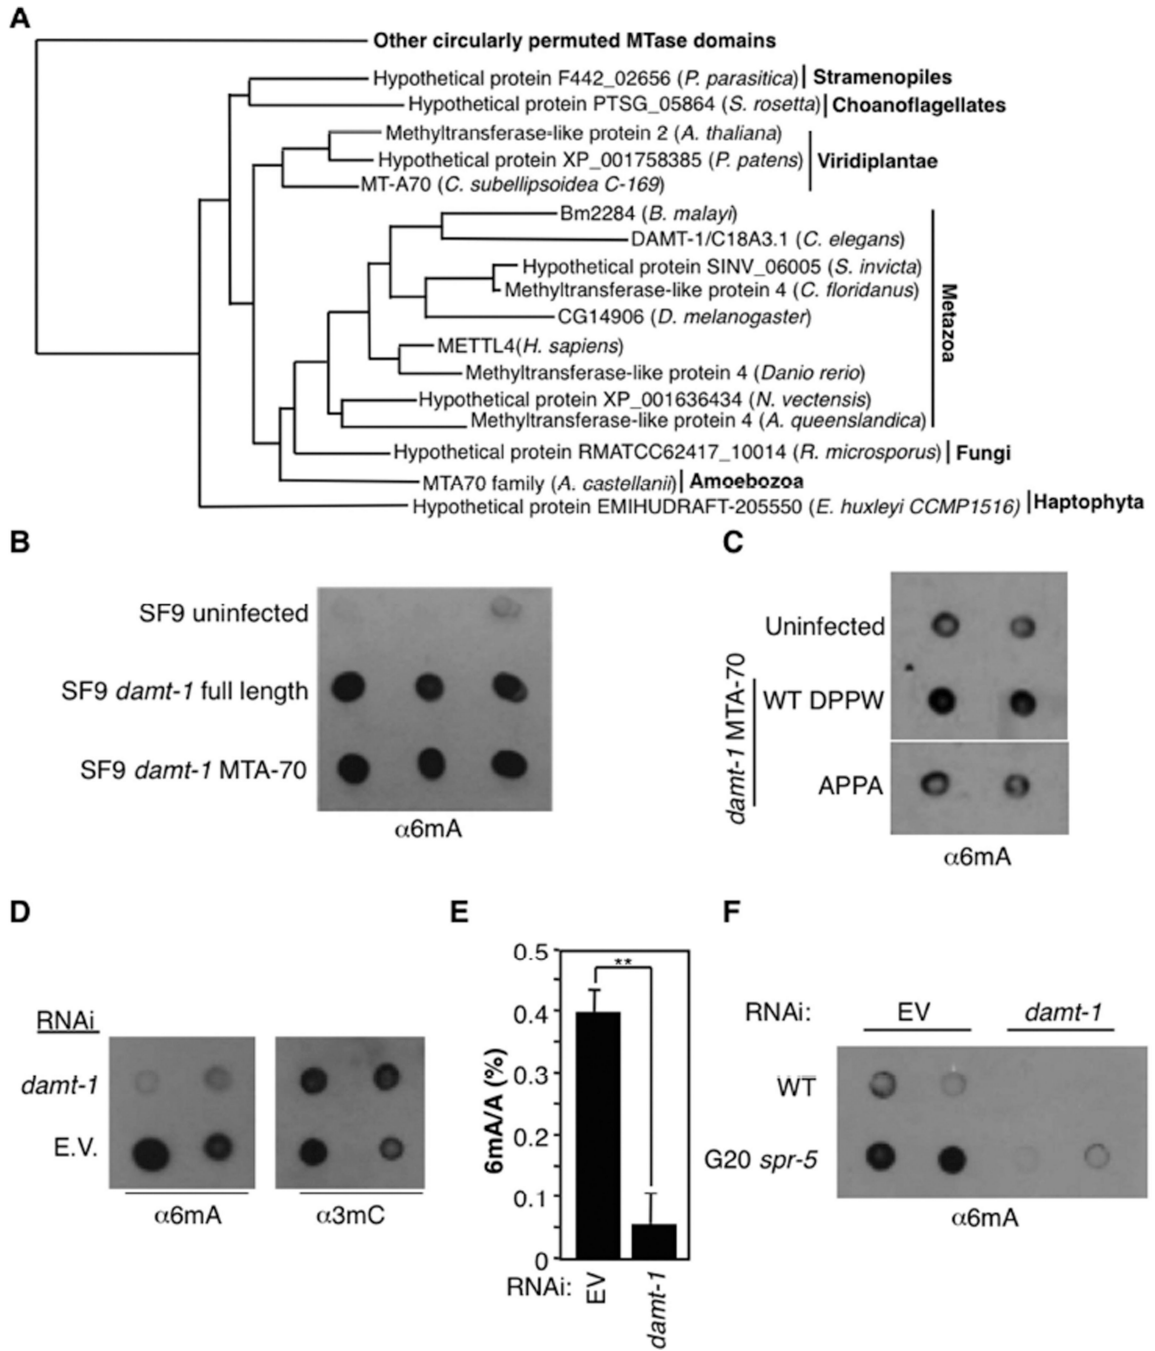 A
Other circularly permuted MTase domains
Hypothetical protein F442_02656 (P. parasitica) Stramenopiles
Hypothetical protein PTSG_05864 (S. rosetta) Choanoflagellates
Methyltransferase-like protein 2 (A. thaliana)
Hypothetical protein XP_001758385 (P. patens) Viridiplantae
MT-A70 (C. subellipsoidea C-169)
Bm2284 (B. malayi)
DAMT-1/C18A3.1 (C. elegans)
Hypothetical protein SINV_06005 (S. invicta)
Methyltransferase-like protein 4 (C. floridanus)
CG14906 (D. melanogaster)
METTL4(H. sapiens)
Methyltransferase-like protein 4 (Danio rerio)
Hypothetical protein XP_001636434 (N. vectensis)
Methyltransferase-like protein 4 (A. queenslandica)
Metazoa
Hypothetical protein RMATCC62417_10014 (R. microsporus) Fungi
MTA70 family (A. castellanii) Amoebozoa
Hypothetical protein EMIHUDRAFT-205550 (E. huxleyi CCMP1516) Haptophyta
B
SF9 uninfected
SF9 damt-1 full length
SF9 damt-1 MTA-70
α6mA
C
Uninfected
damt-1 MTA-70
WT DPPW
APPA
α6mA
D
RNAi
damt-1
E.V.
α6mA
α3mC
E
6mA/A (%)
0.5
0.4
0.3
0.2
0.1
0
**
RNAi:
EV
damt-1
F
RNAi: EV damt-1
WT
G20 spr-5
α6mA